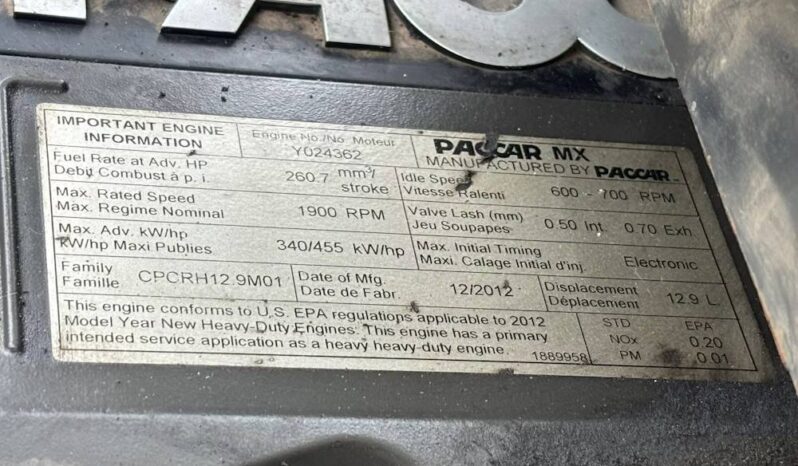 PACC
IMPORTANT ENGINE
INFORMATION
Engine No./No. Moteur
Y024362
PACCAR MX
MANUFACTURED BY PACCAR
Fuel Rate at Adv. HP
Debit Combust à p. i.
260.7 mm³/
stroke
Idle Speed
Vitesse Ralenti
600 - 700 RPM
Max. Rated Speed
Max. Regime Nominal
1900 RPM
Valve Lash (mm)
Jeu Soupapes
0.50 Int. 0.70 Exh.
Max. Adv. kW/hp
kW/hp Maxi Publies
340/455 kW/hp
Max. Initial Timing
Maxi. Calage Initial d'inj.
Electronic
Family
Famille
CPCRH12.9M01
Date of Mfg.
Date de Fabr.
12/2012
Displacement
Déplacement
12.9 L
This engine conforms to U.S. EPA regulations applicable to 2012
Model Year New Heavy-Duty Engines. This engine has a primary
intended service application as a heavy heavy-duty engine.
1889958
STD EPA
NOx 0.20
PM 0.01